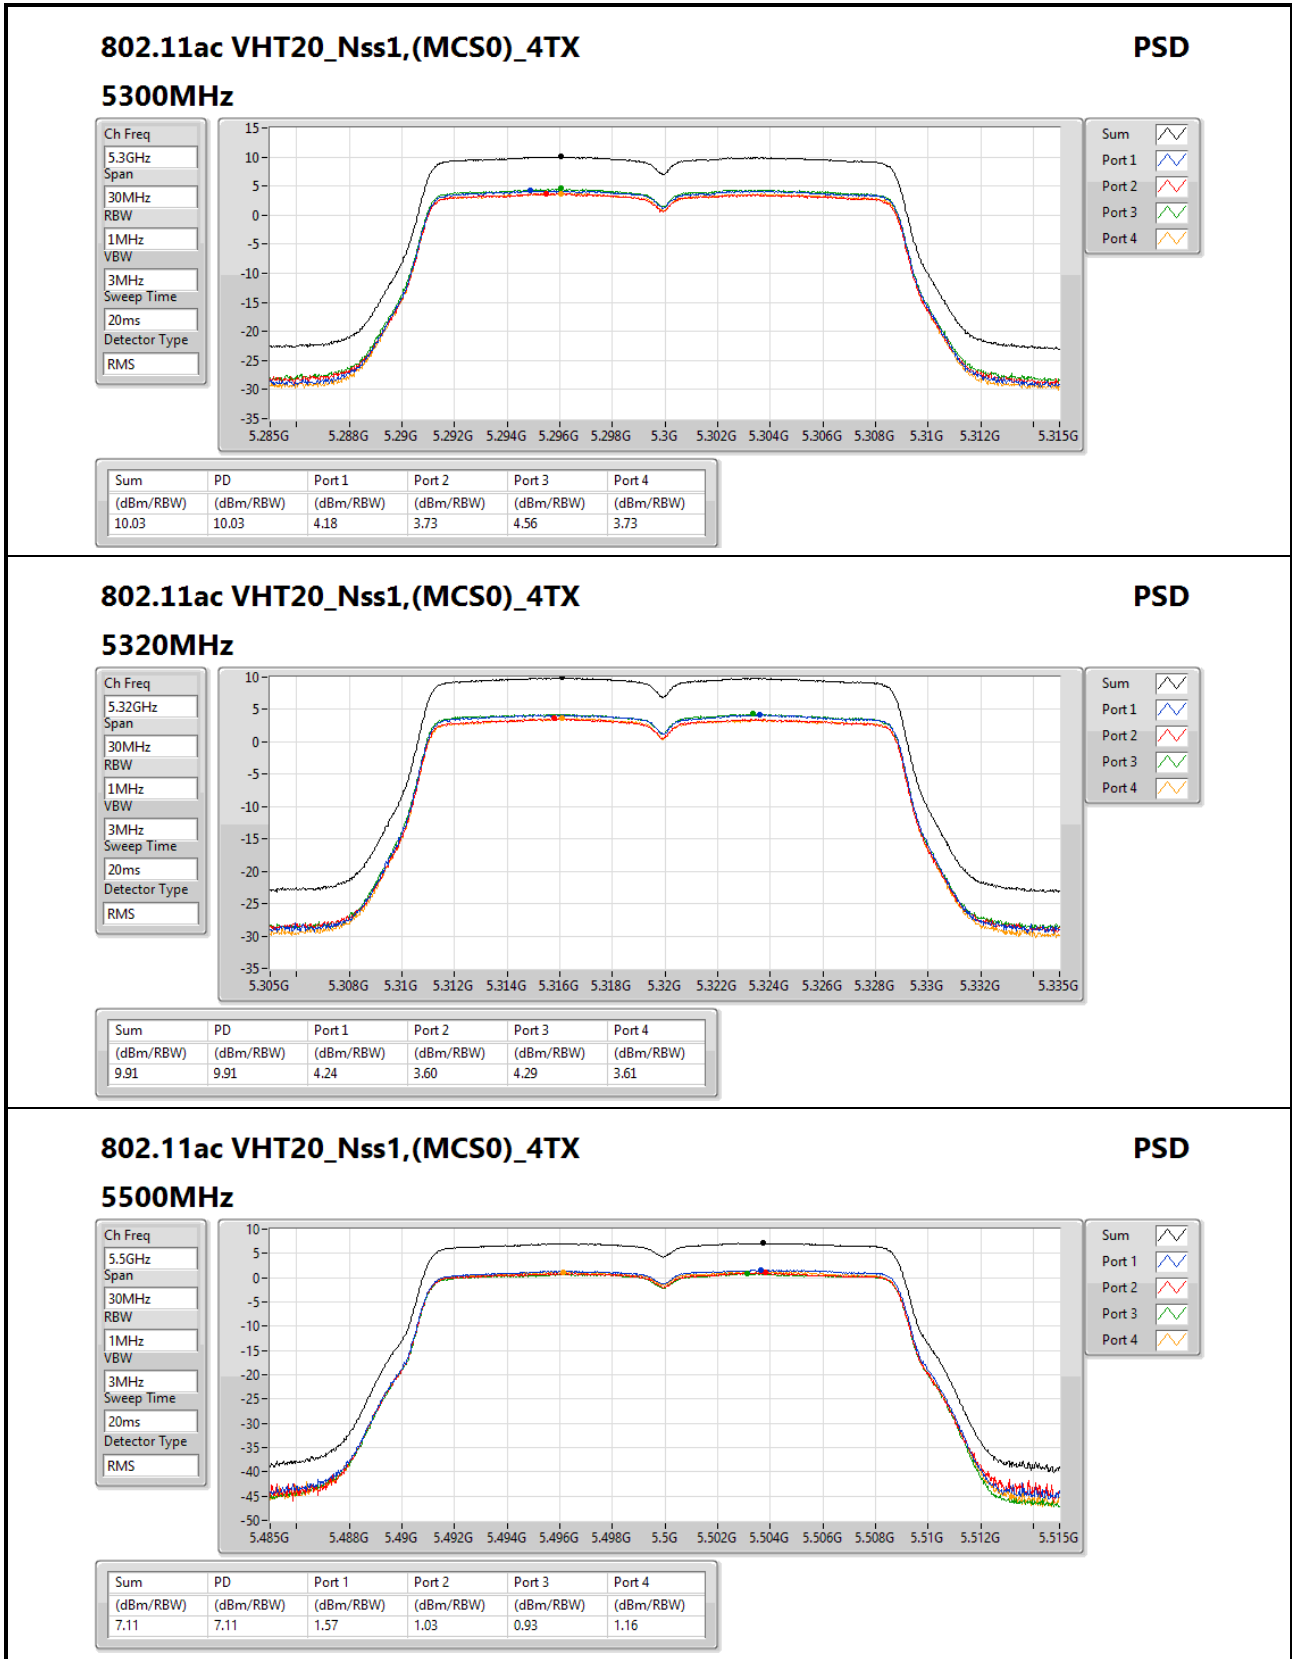 802.11ac VHT20_Nss1,(MCS0)_4TX PSD
5300MHz
Ch Freq
5.3GHz
Span
30MHz
RBW
1MHz
VBW
3MHz
Sweep Time
20ms
Detector Type
RMS
15
10
5
0
-5
-10
-15
-20
-25
-30
-35
5.285G 5.288G 5.29G 5.292G 5.294G 5.296G 5.298G 5.3G 5.302G 5.304G 5.306G 5.308G 5.31G 5.312G 5.315G
Sum
Port 1
Port 2
Port 3
Port 4
Sum PD Port 1 Port 2 Port 3 Port 4
(dBm/RBW) (dBm/RBW) (dBm/RBW) (dBm/RBW) (dBm/RBW) (dBm/RBW)
10.03 10.03 4.18 3.73 4.56 3.73
802.11ac VHT20_Nss1,(MCS0)_4TX PSD
5320MHz
Ch Freq
5.32GHz
Span
30MHz
RBW
1MHz
VBW
3MHz
Sweep Time
20ms
Detector Type
RMS
10
5
0
-5
-10
-15
-20
-25
-30
-35
5.305G 5.308G 5.31G 5.312G 5.314G 5.316G 5.318G 5.32G 5.322G 5.324G 5.326G 5.328G 5.33G 5.332G 5.335G
Sum
Port 1
Port 2
Port 3
Port 4
Sum PD Port 1 Port 2 Port 3 Port 4
(dBm/RBW) (dBm/RBW) (dBm/RBW) (dBm/RBW) (dBm/RBW) (dBm/RBW)
9.91 9.91 4.24 3.60 4.29 3.61
802.11ac VHT20_Nss1,(MCS0)_4TX PSD
5500MHz
Ch Freq
5.5GHz
Span
30MHz
RBW
1MHz
VBW
3MHz
Sweep Time
20ms
Detector Type
RMS
10
5
0
-5
-10
-15
-20
-25
-30
-35
-40
-45
-50
5.485G 5.488G 5.49G 5.492G 5.494G 5.496G 5.498G 5.5G 5.502G 5.504G 5.506G 5.508G 5.51G 5.512G 5.515G
Sum
Port 1
Port 2
Port 3
Port 4
Sum PD Port 1 Port 2 Port 3 Port 4
(dBm/RBW) (dBm/RBW) (dBm/RBW) (dBm/RBW) (dBm/RBW) (dBm/RBW)
7.11 7.11 1.57 1.03 0.93 1.16